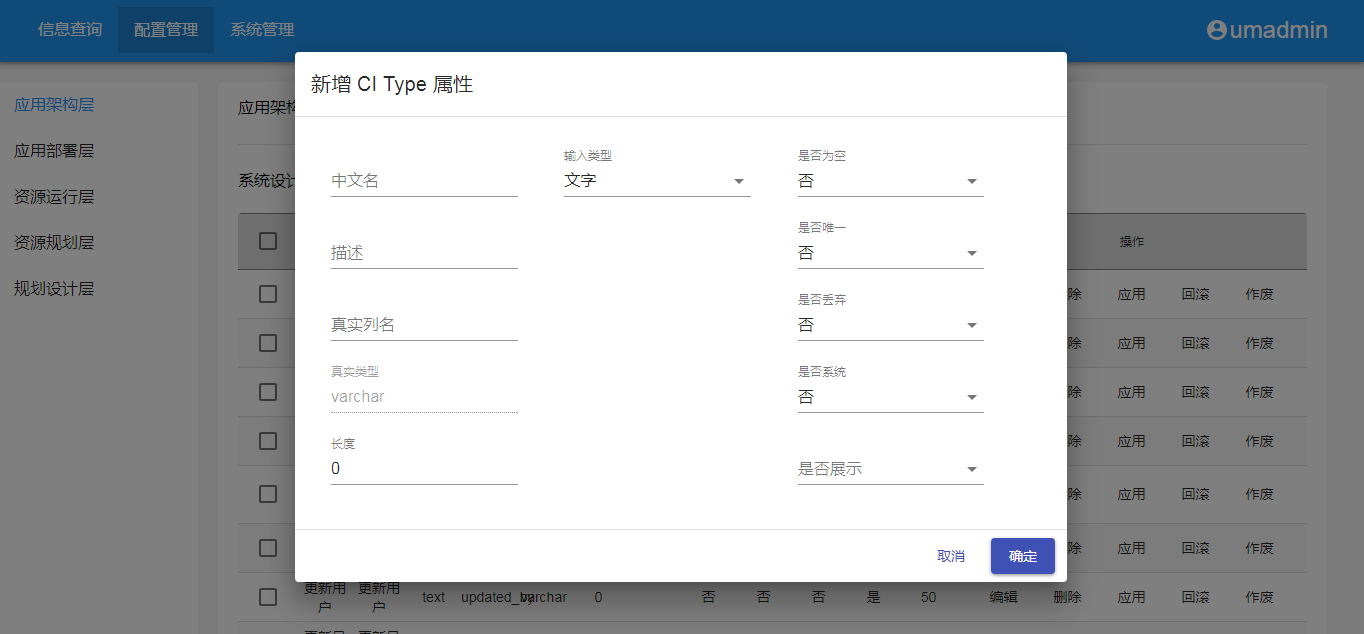 信息查询 配置管理 系统管理 umadmin
应用架构层
应用部署层
资源运行层
资源规划层
规划设计层
应用架构
系统设计
新增 CI Type 属性
中文名
输入类型
文字
是否为空
否
描述
是否唯一
否
真实列名
是否丢弃
否
真实类型
varchar
是否系统
否
长度
0
是否展示
取消 确定
操作
除 应用 回滚 作废
除 应用 回滚 作废
除 应用 回滚 作废
除 应用 回滚 作废
除 应用 回滚 作废
除 应用 回滚 作废
更新用户 更新用户 text updated_by varchar 0 否 否 否 是 50 编辑 删除 应用 回滚 作废